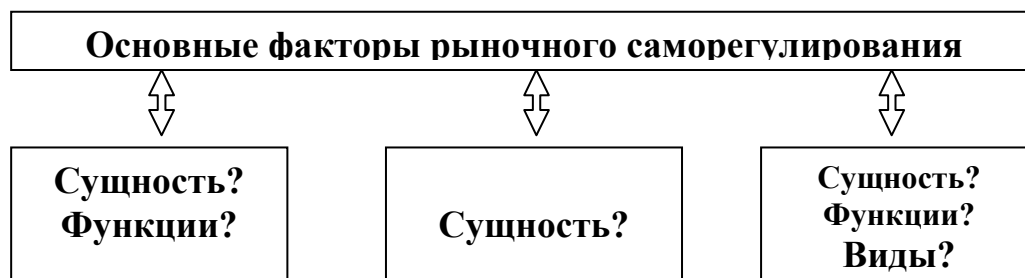 Основные факторы рыночного саморегулирования
Сущность?
Функции?
Сущность?
Сущность?
Функции?
Виды?